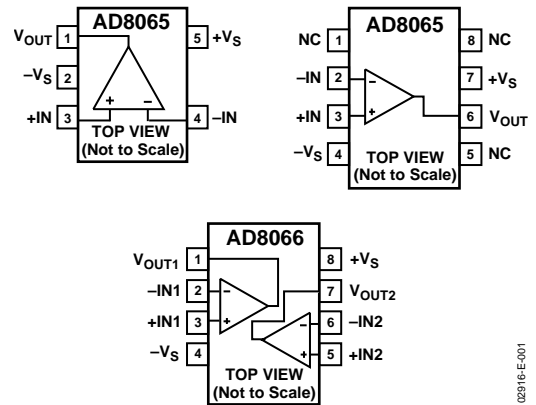 AD8065
VOUT 1
5 +VS
–VS 2
+IN 3
4 –IN
+ –
TOP VIEW
(Not to Scale)
AD8065
NC 1
8 NC
–IN 2
7 +VS
+IN 3
6 VOUT
–VS 4
5 NC
–
+
TOP VIEW
(Not to Scale)
AD8066
VOUT1 1
8 +VS
–IN1 2
7 VOUT2
+IN1 3
6 –IN2
–VS 4
5 +IN2
–
+
–
+
TOP VIEW
(Not to Scale)
02916-E-001